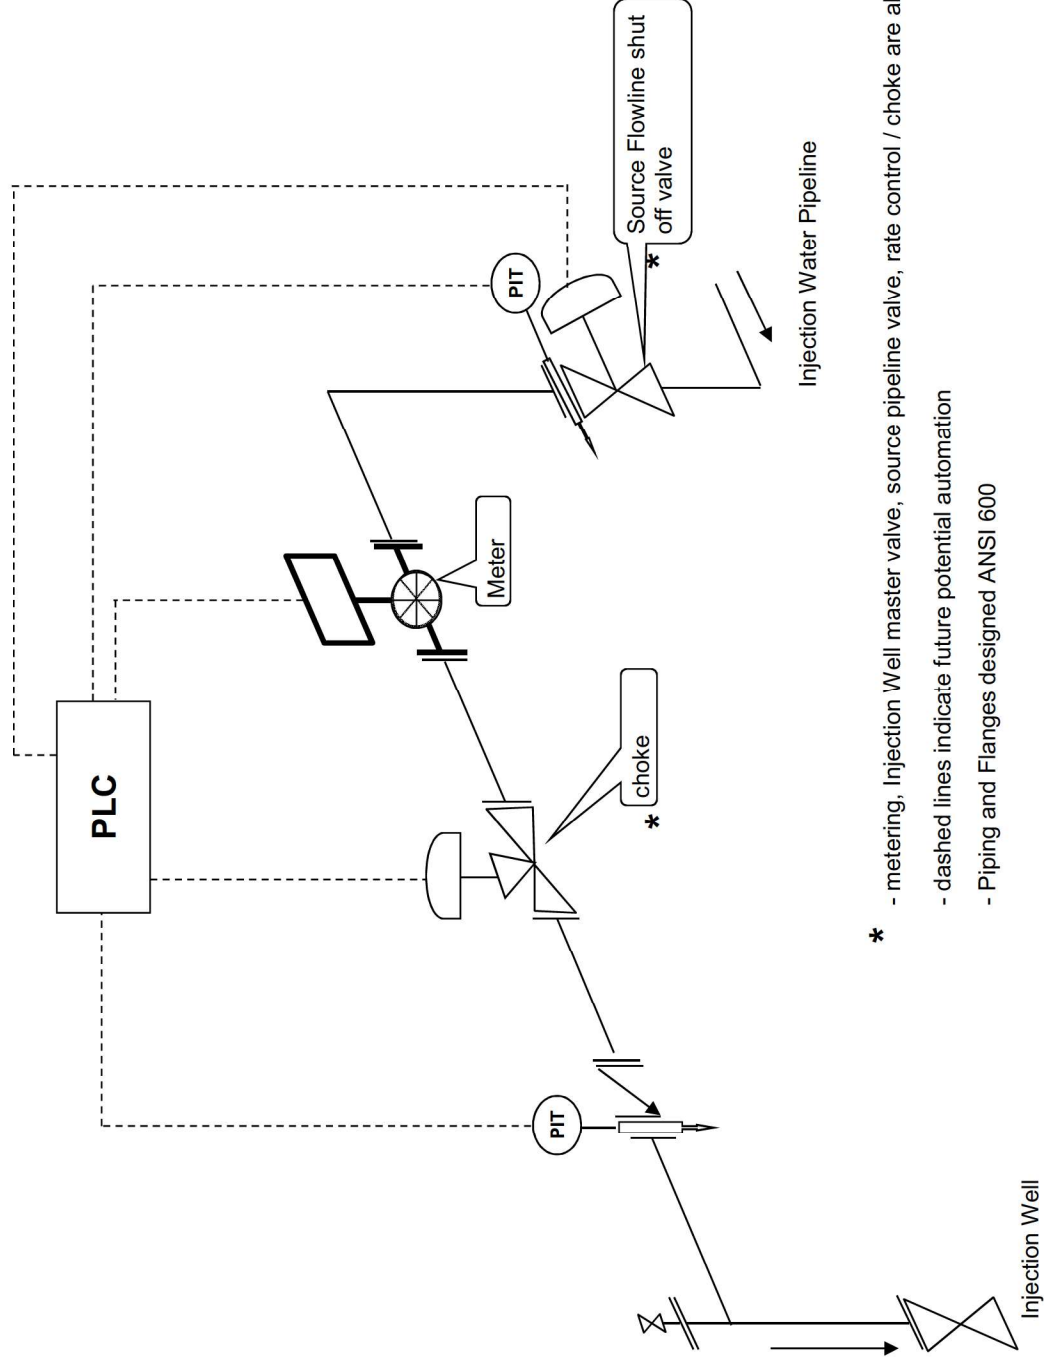 PLC
PIT
Source Flowline shut
off valve
*
Meter
choke
*
PIT
Injection Water Pipeline
Injection Well
* - metering, Injection Well master valve, source pipeline valve, rate control / choke are
- dashed lines indicate future potential automation
- Piping and Flanges designed ANSI 600